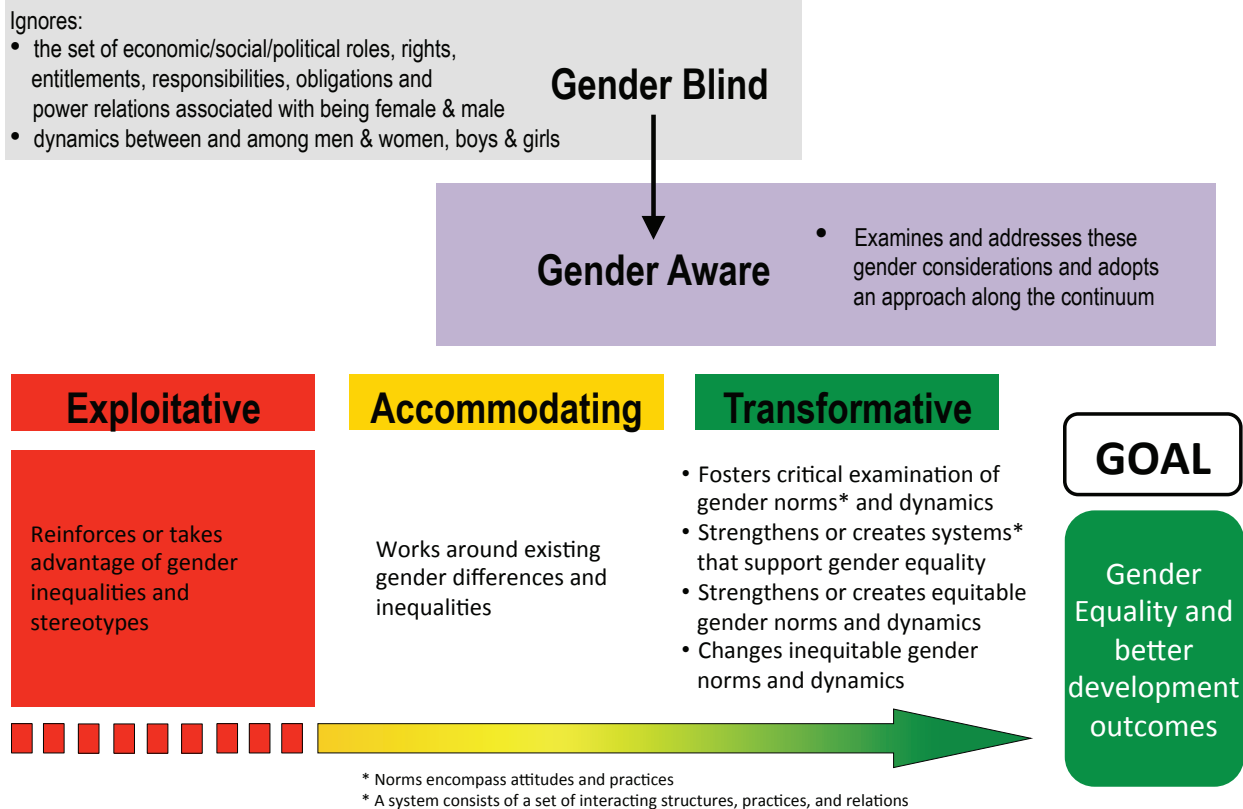 Ignores:
• the set of economic/social/political roles, rights,
entitlements, responsibilities, obligations and
power relations associated with being female & male
• dynamics between and among men & women, boys & girls
Gender Blind
Gender Aware
• Examines and addresses these
gender considerations and adopts
an approach along the continuum
Exploitative
Reinforces or takes
advantage of gender
inequalities and
stereotypes
Accommodating
Works around existing
gender differences and
inequalities
Transformative
• Fosters critical examination of
gender norms* and dynamics
• Strengthens or creates systems*
that support gender equality
• Strengthens or creates equitable
gender norms and dynamics
• Changes inequitable gender
norms and dynamics
GOAL
Gender
Equality and
better
development
outcomes
* Norms encompass attitudes and practices
* A system consists of a set of interacting structures, practices, and relations